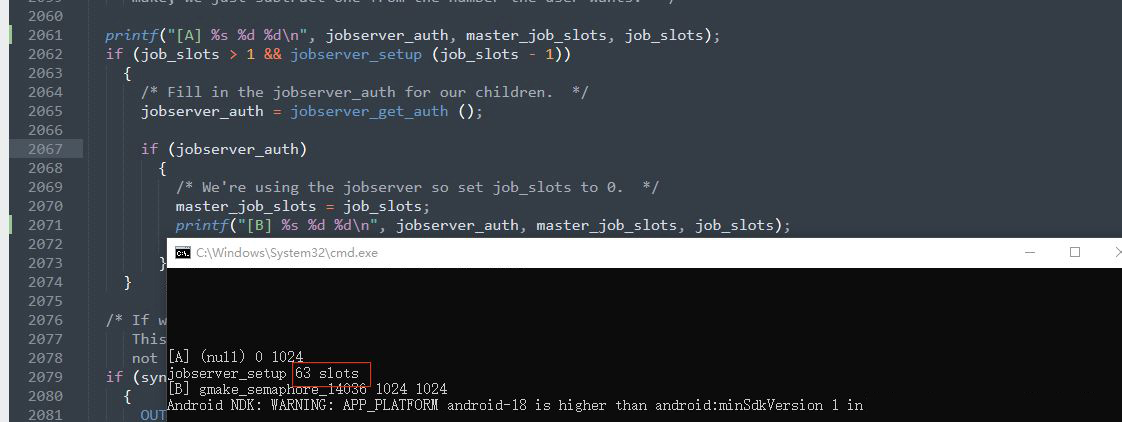 2059 make, we just subtract one from the number the user wants. */
2060
2061 printf("[A] %s %d %d\n", jobserver_auth, master_job_slots, job_slots);
2062 if (job_slots > 1 && jobserver_setup (job_slots - 1))
2063 {
2064 /* Fill in the jobserver_auth for our children. */
2065 jobserver_auth = jobserver_get_auth ();
2066
2067 if (jobserver_auth)
2068 {
2069 /* We're using the jobserver so set job_slots to 0. */
2070 master_job_slots = job_slots;
2071 printf("[B] %s %d %d\n", jobserver_auth, master_job_slots, job_slots);
2072
2073 }
2074 }
2075
2076 /* If w
2077 This
2078 not
2079 if (syn
2080 {
2081 OUT
C:\Windows\System32\cmd.exe
[A] (null) 0 1024
jobserver_setup 63 slots
[B] gmake_semaphore_14036 1024 1024
Android NDK: WARNING: APP_PLATFORM android-18 is higher than android:minSdkVersion 1 in